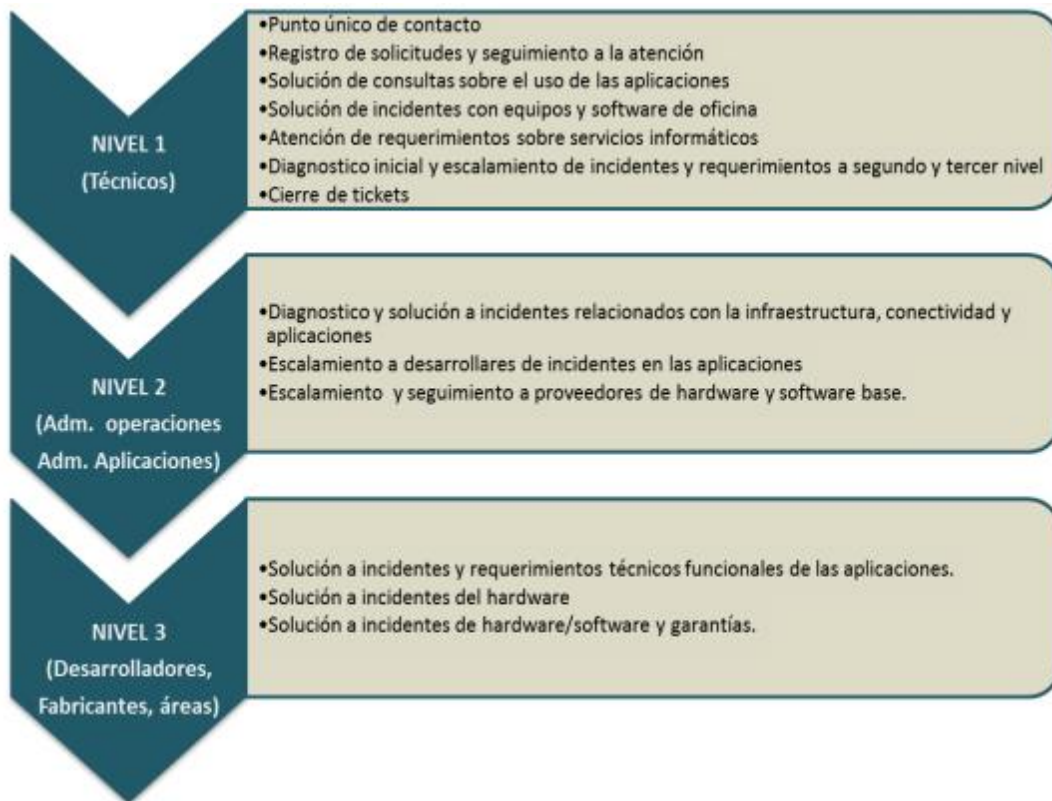 NIVEL 1
(Técnicos)
•Punto único de contacto
•Registro de solicitudes y seguimiento a la atención
•Solución de consultas sobre el uso de las aplicaciones
•Solución de incidentes con equipos y software de oficina
•Atención de requerimientos sobre servicios informáticos
•Diagnostico inicial y escalamiento de incidentes y requerimientos a segundo y tercer nivel
•Cierre de tickets
NIVEL 2
(Adm. operaciones
Adm. Aplicaciones)
•Diagnostico y solución a incidentes relacionados con la infraestructura, conectividad y
aplicaciones
•Escalamiento a desarrollares de incidentes en las aplicaciones
•Escalamiento y seguimiento a proveedores de hardware y software base.
NIVEL 3
(Desarrolladores,
Fabricantes, áreas)
•Solución a incidentes y requerimientos técnicos funcionales de las aplicaciones.
•Solución a incidentes del hardware
•Solución a incidentes de hardware/software y garantías.